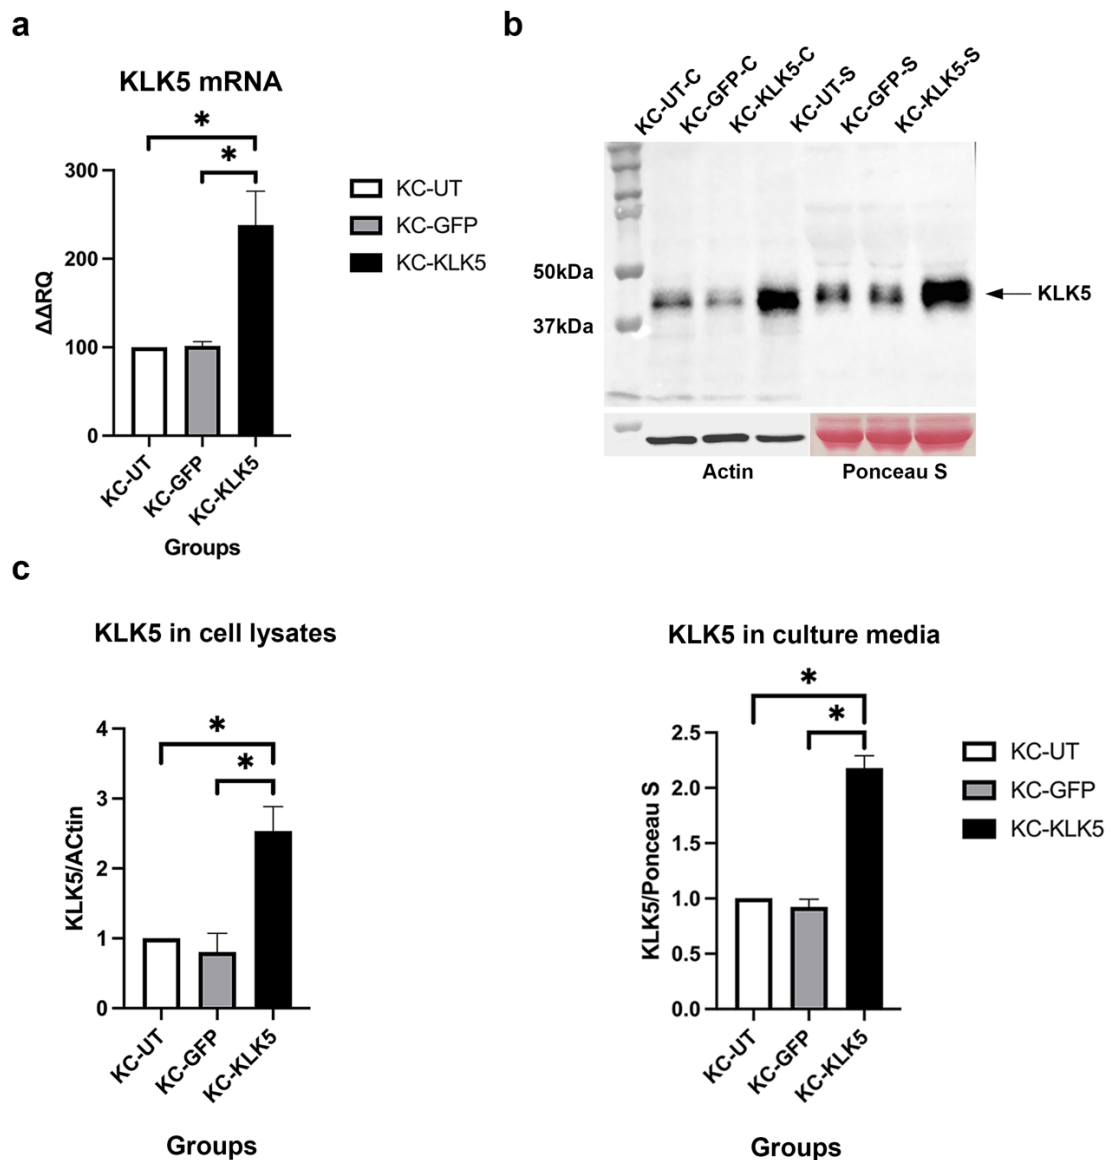 a
KLK5 mRNA
*
*
300
200
100
0
ΔΔRQ
KC-UT
KC-GFP
KC-KLK5
Groups
KC-UT
KC-GFP
KC-KLK5
b
KC-UT-C
KC-GFP-C
KC-KLK5-C
KC-UT-S
KC-GFP-S
KC-KLK5-S
50kDa
37kDa
KLK5
Actin
Ponceau S
c
KLK5 in cell lysates
*
*
4
3
2
1
0
KLK5/ACtin
KC-UT
KC-GFP
KC-KLK5
Groups
KLK5 in culture media
*
*
2.5
2.0
1.5
1.0
0.5
0.0
KLK5/Ponceau S
KC-UT
KC-GFP
KC-KLK5
Groups
KC-UT
KC-GFP
KC-KLK5